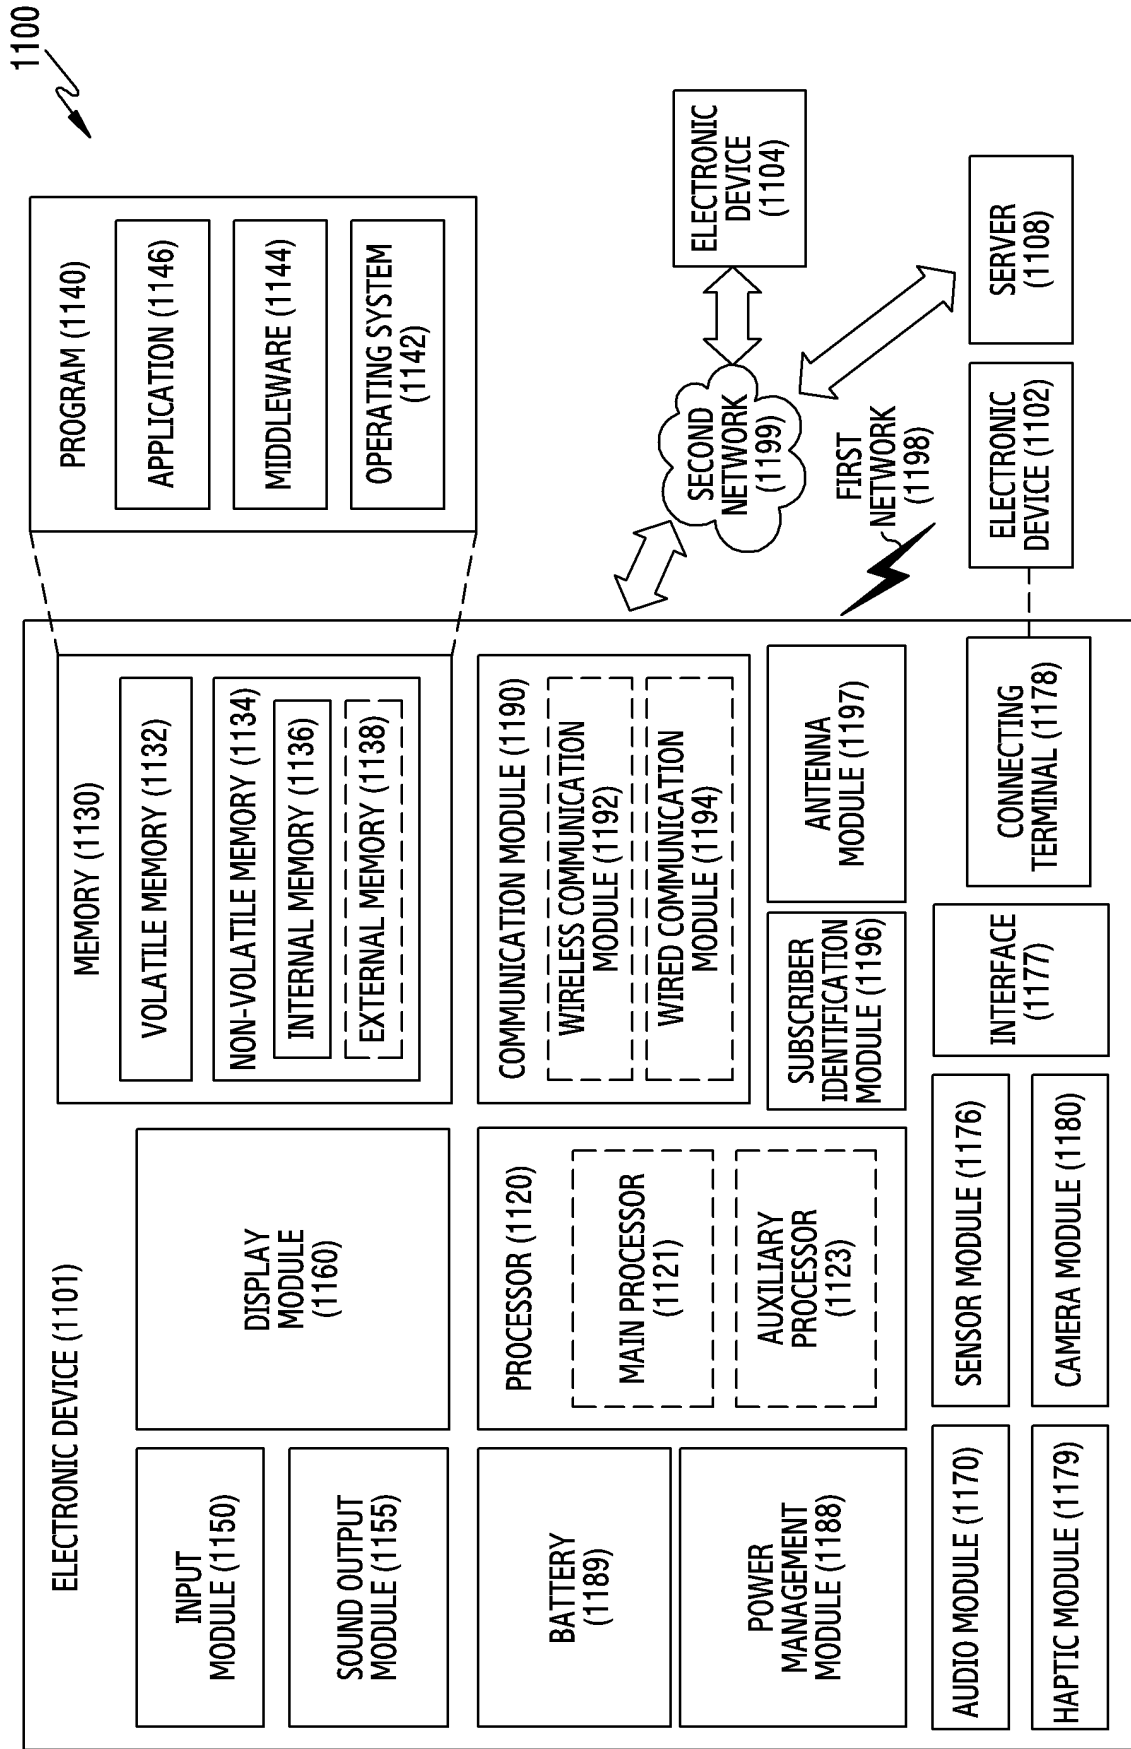 1100
ELECTRONIC DEVICE (1101)
INPUT
MODULE (1150)
SOUND OUTPUT
MODULE (1155)
DISPLAY
MODULE
(1160)
MEMORY (1130)
VOLATILE MEMORY (1132)
NON-VOLATILE MEMORY (1134)
INTERNAL MEMORY (1136)
EXTERNAL MEMORY (1138)
PROGRAM (1140)
APPLICATION (1146)
MIDDLEWARE (1144)
OPERATING SYSTEM
(1142)
BATTERY
(1189)
POWER
MANAGEMENT
MODULE (1188)
PROCESSOR (1120)
MAIN PROCESSOR
(1121)
AUXILIARY
PROCESSOR
(1123)
COMMUNICATION MODULE (1190)
WIRELESS COMMUNICATION
MODULE (1192)
WIRED COMMUNICATION
MODULE (1194)
SUBSCRIBER
IDENTIFICATION
MODULE (1196)
ANTENNA
MODULE (1197)
SECOND
NETWORK
(1199)
ELECTRONIC
DEVICE
(1104)
FIRST
NETWORK
(1198)
AUDIO MODULE (1170)
SENSOR MODULE (1176)
HAPTIC MODULE (1179)
CAMERA MODULE (1180)
INTERFACE
(1177)
CONNECTING
TERMINAL (1178)
ELECTRONIC
DEVICE (1102)
SERVER
(1108)